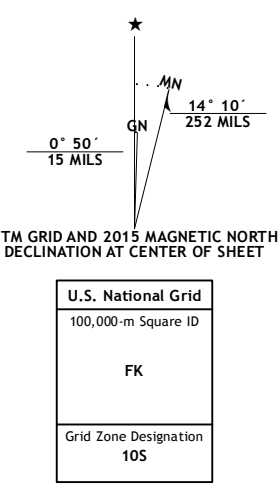 ★
MN
GN
14° 10´
252 MILS
0° 50´
15 MILS
TM GRID AND 2015 MAGNETIC NORTH
DECLINATION AT CENTER OF SHEET
U.S. National Grid
100,000-m Square ID
FK
Grid Zone Designation
10S